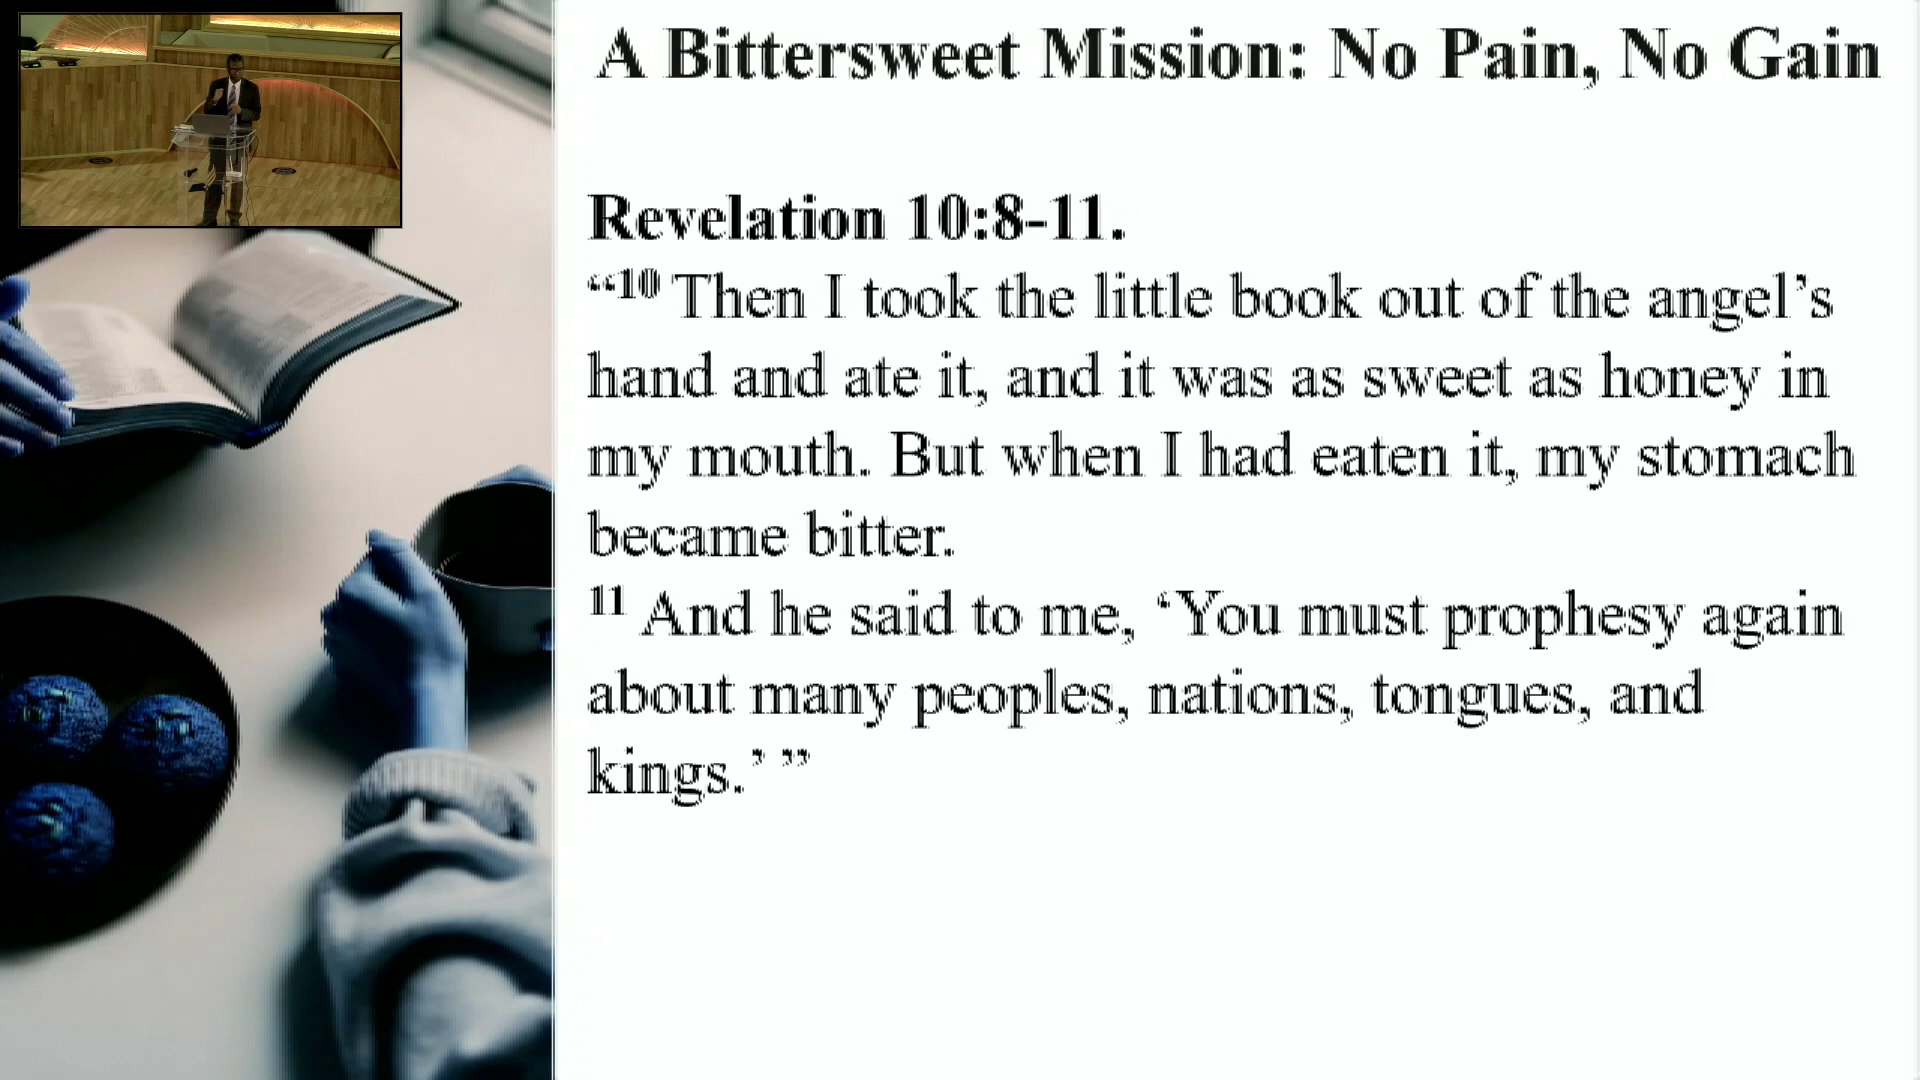 A Bittersweet Mission: No Pain, No Gain
Revelation 10:8-11.
“10 Then I took the little book out of the angel’s
hand and ate it, and it was as sweet as honey in
my mouth. But when I had eaten it, my stomach
became bitter.
11 And he said to me, ‘You must prophesy again
about many peoples, nations, tongues, and
kings.’ ”